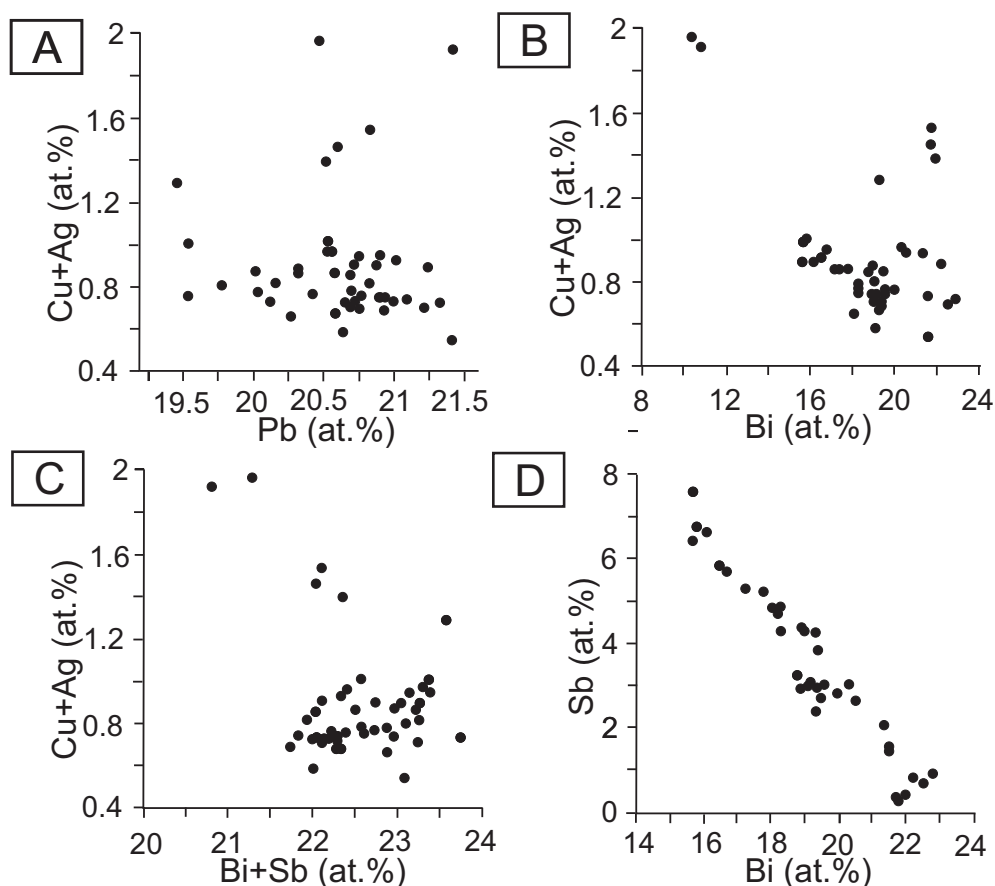 A
2
1.6
1.2
0.8
0.4
Cu+Ag (at.%)
19.5 20 20.5 21 21.5
Pb (at.%)
B
2
1.6
1.2
0.8
0.4
Cu+Ag (at.%)
8 12 16 20 24
Bi (at.%)
C
2
1.6
1.2
0.8
0.4
Cu+Ag (at.%)
20 21 22 23 24
Bi+Sb (at.%)
D
8
6
4
2
0
Sb (at.%)
14 16 18 20 22 24
Bi (at.%)